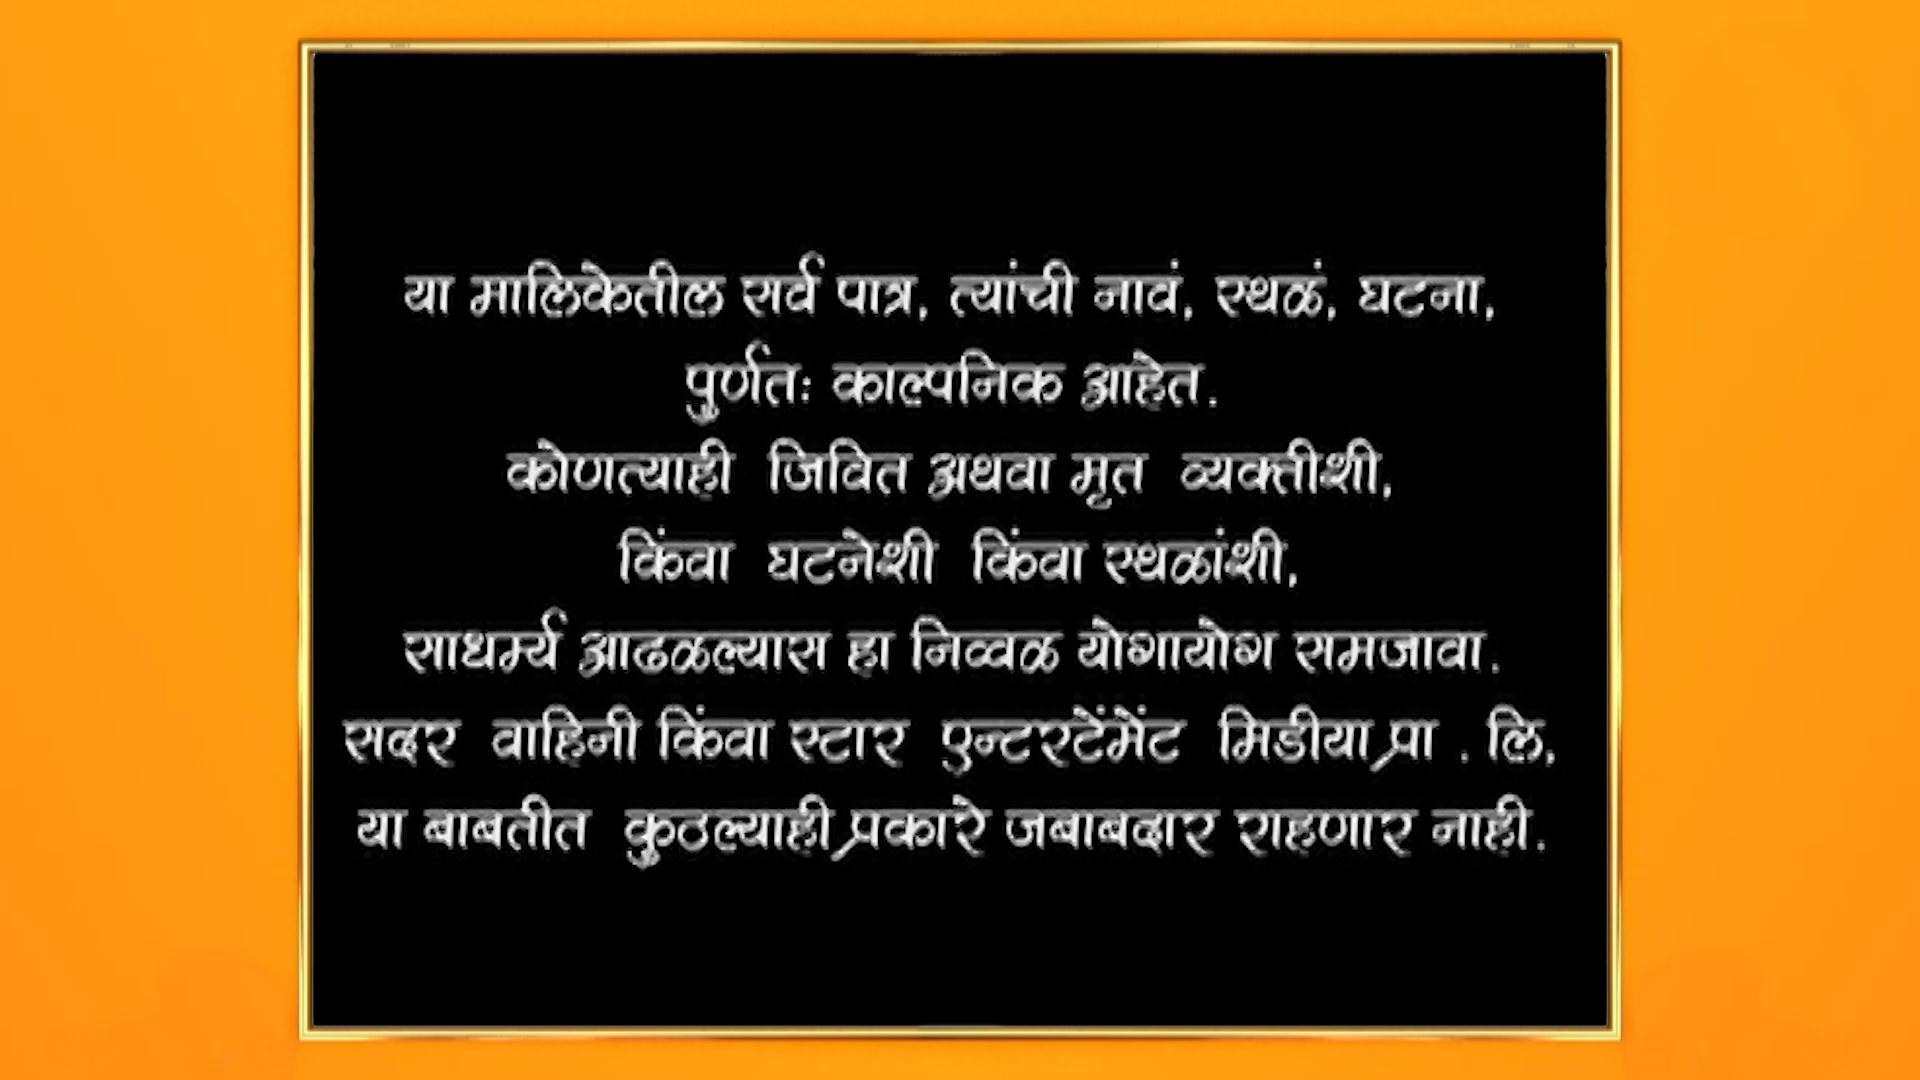 या मालिकेतील सर्व पात्र, त्यांची नावं, स्थळं, घटना,
पुर्णतः काल्पनिक आहेत.
कोणत्याही जिवित अथवा मृत व्यक्तीशी,
किंवा घटनेशी किंवा स्थळांशी,
साधर्म्य आढळल्यास हा निव्वळ योगायोग समजावा.
सदर वाहिनी किंवा स्टार एन्टरटेंमेंट मिडीया प्रा . लि,
या बाबतीत कुठल्याही प्रकारे जबाबदार राहणार नाही.